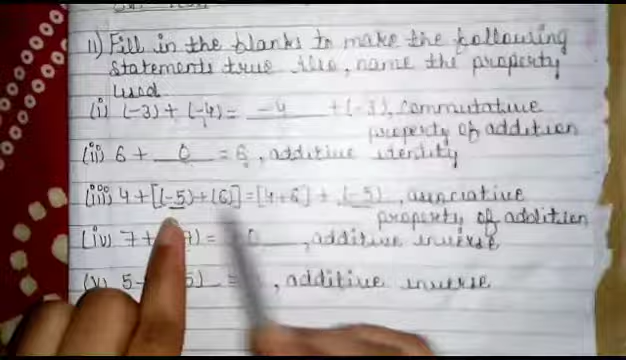 11) Fill in the blanks to make the following
statements true Also, name the property
used
(i) (-3) + (-4) = -4 + (-3), commutative
property of addition
(ii) 6 + 0 = 6, additive identity
(iii) 4 + [(-5) + (6)] = [4 + 6] + (-5), associative
property of addition
(iv) 7 + 7) = 0, additive inverse
(v) 5 5) = , additive inverse